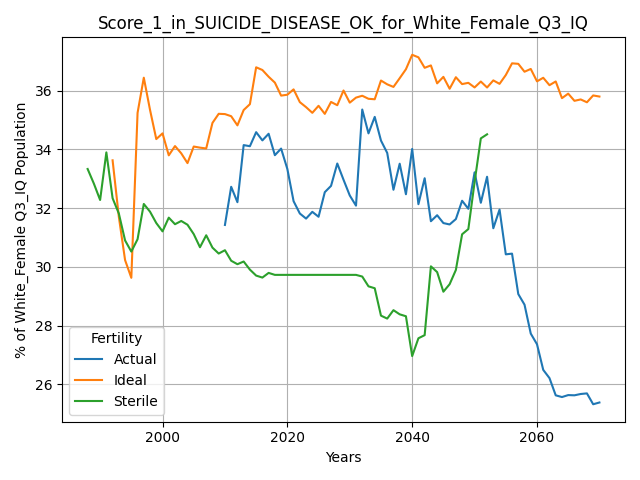 Score_1_in_SUICIDE_DISEASE_OK_for_White_Female_Q3_IQ
% of White_Female Q3_IQ Population
36
34
32
30
28
26
Fertility
Actual
Ideal
Sterile
2000
2020
2040
2060
Years